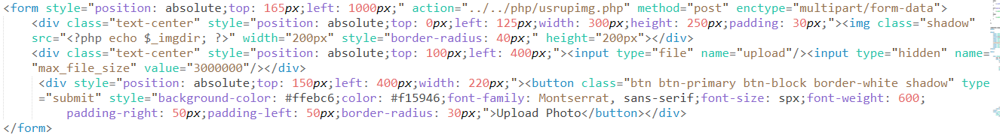 <form style="position: absolute;top: 165px;left: 1000px;" action="../../php/usrupimg.php" method="post" enctype="multipart/form-data">
<div class="text-center" style="position: absolute;top: 0px;left: 125px;width: 300px;height: 250px;padding: 30px;"><img class="shadow"
src="<?php echo $_imgdir; ?>" width="200px" style="border-radius: 40px;" height="200px"></div>
<div class="text-center" style="position: absolute;top: 100px;left: 400px;"><input type="file" name="upload"/><input type="hidden" name=
"max_file_size" value="3000000"/></div>
<div style="position: absolute;top: 150px;left: 400px;width: 220px;"><button class="btn btn-primary btn-block border-white shadow" type
="submit" style="background-color: #ffebc6;color: #f15946;font-family: Montserrat, sans-serif;font-size: spx;font-weight: 600;
padding-right: 50px;padding-left: 50px;border-radius: 30px;">Upload Photo</button></div>
</form>